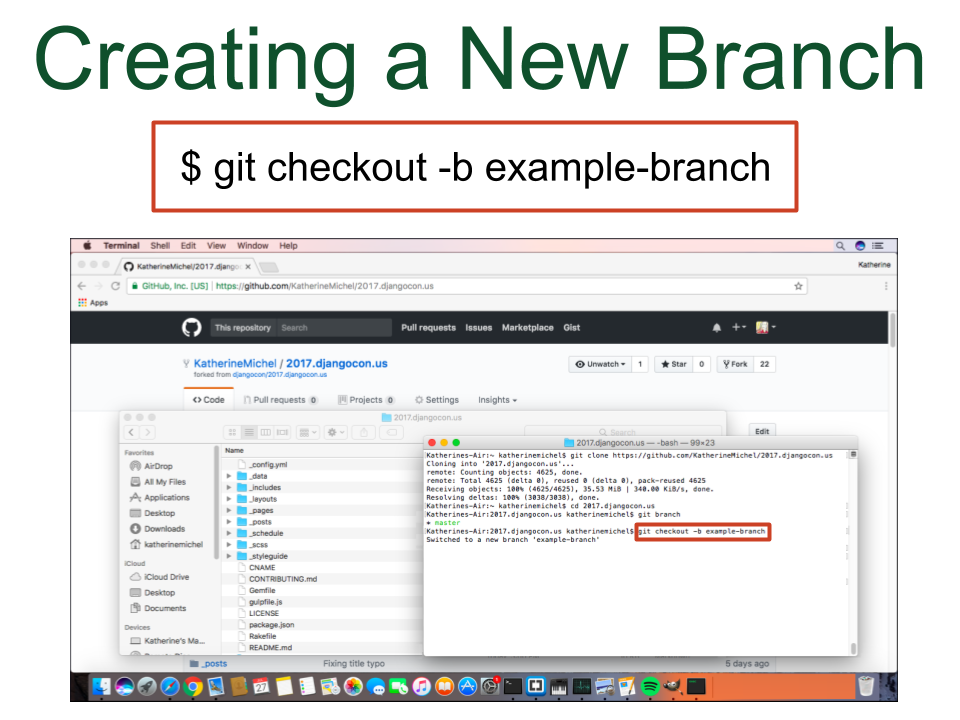 Creating a New Branch
$ git checkout -b example-branch
Terminal Shell Edit View Window Help
KatherineMichel/2017.django
Katherine
GitHub, Inc. [US] | https://github.com/KatherineMichel/2017.djangocon.us
Apps
This repository Search Pull requests Issues Marketplace Gist
KatherineMichel / 2017.djangocon.us
forked from djangocon/2017.djangocon.us
Unwatch 1 Star 0 Fork 22
Code Pull requests 0 Projects 0 Settings Insights
2017.djangocon.us
Search
Edit
Favorites
AirDrop
All My Files
Applications
Desktop
Downloads
katherinemichel
iCloud
iCloud Drive
Desktop
Documents
Devices
Katherine's Ma...
Name
_config.yml
_data
_includes
_layouts
_pages
_posts
_schedule
_scss
_styleguide
CNAME
CONTRIBUTING.md
Gemfile
gulpfile.js
LICENSE
package.json
Rakefile
README.md
2017.djangocon.us — -bash — 99×23
Katherines-Air:~ katherinemichel$ git clone https://github.com/KatherineMichel/2017.djangocon.us
Cloning into '2017.djangocon.us'...
remote: Counting objects: 4625, done.
remote: Total 4625 (delta 0), reused 0 (delta 0), pack-reused 4625
Receiving objects: 100% (4625/4625), 35.53 MiB | 340.00 KiB/s, done.
Resolving deltas: 100% (3038/3038), done.
Katherines-Air:~ katherinemichel$ cd 2017.djangocon.us
Katherines-Air:2017.djangocon.us katherinemichel$ git branch
* master
Katherines-Air:2017.djangocon.us katherinemichel$ git checkout -b example-branch
Switched to a new branch 'example-branch'
_posts Fixing title typo 5 days ago
27